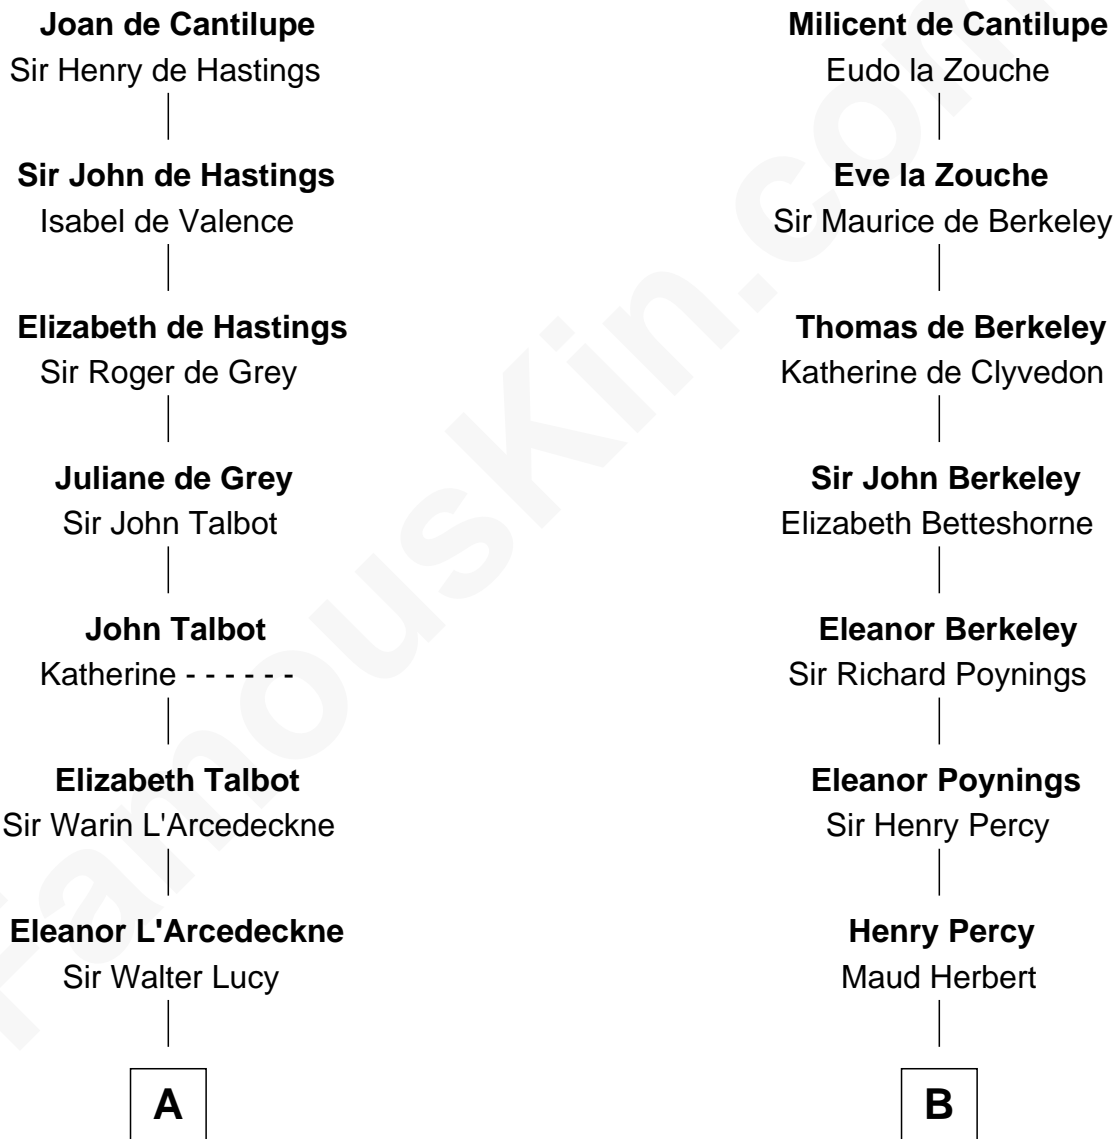 Joan de Cantilupe
Sir Henry de Hastings
Sir John de Hastings
Isabel de Valence
Elizabeth de Hastings
Sir Roger de Grey
Juliane de Grey
Sir John Talbot
John Talbot
Katherine - - - - - -
Elizabeth Talbot
Sir Warin L'Arcedeckne
Eleanor L'Arcedeckne
Sir Walter Lucy
A
Milicent de Cantilupe
Eudo la Zouche
Eve la Zouche
Sir Maurice de Berkeley
Thomas de Berkeley
Katherine de Clyvedon
Sir John Berkeley
Elizabeth Betteshorne
Eleanor Berkeley
Sir Richard Poynings
Eleanor Poynings
Sir Henry Percy
Henry Percy
Maud Herbert
B
FamousKin.com